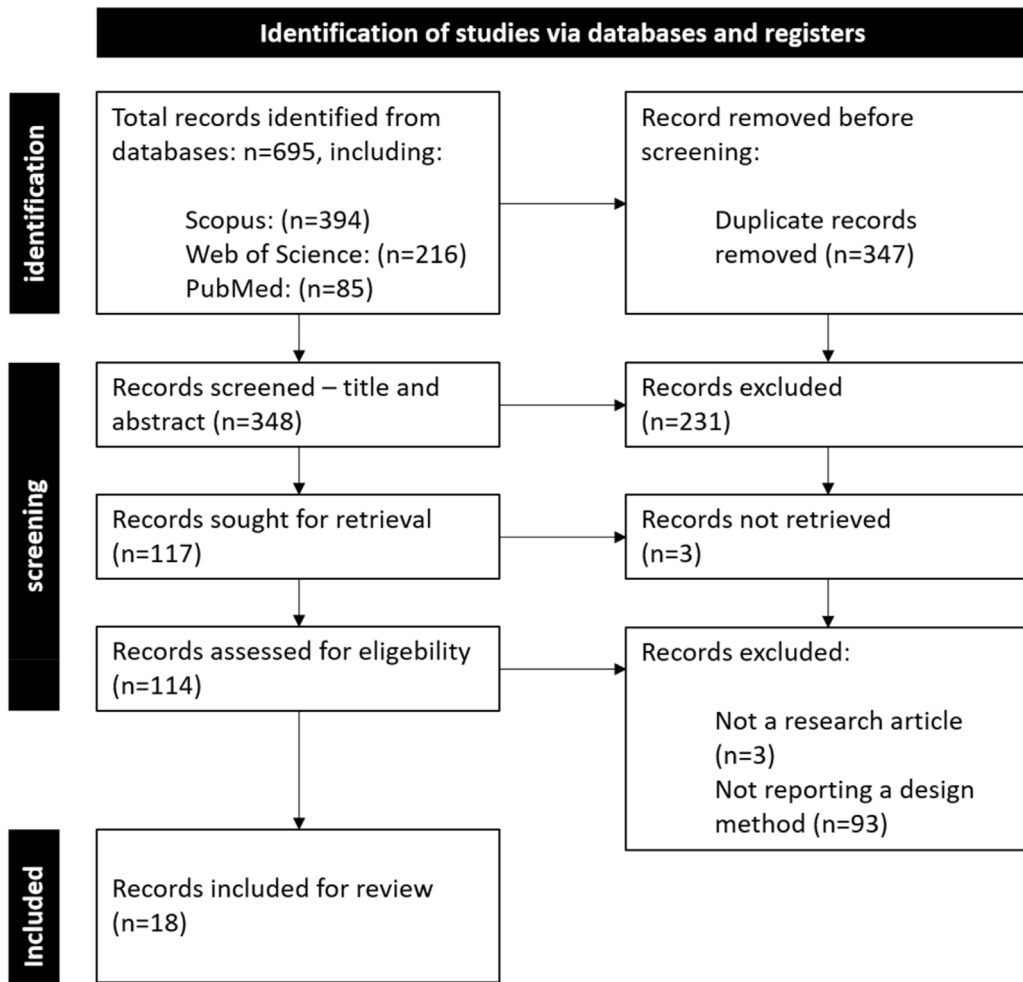 Identification of studies via databases and registers
identification
Total records identified from
databases: n=695, including:
Scopus: (n=394)
Web of Science: (n=216)
PubMed: (n=85)
Record removed before
screening:
Duplicate records
removed (n=347)
screening
Records screened – title and
abstract (n=348)
Records excluded
(n=231)
Records sought for retrieval
(n=117)
Records not retrieved
(n=3)
Records assessed for eligebility
(n=114)
Records excluded:
Not a research article
(n=3)
Not reporting a design
method (n=93)
Included
Records included for review
(n=18)